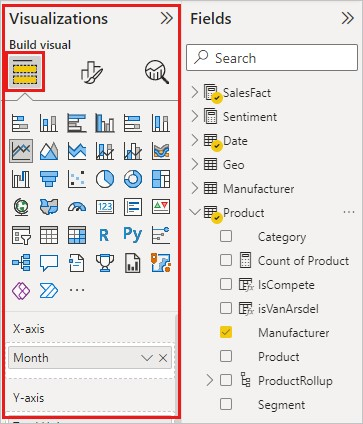 Visualizations
Build visual
123
R
Py
X-axis
Month
Y-axis
Fields
Search
SalesFact
Sentiment
Date
Geo
Manufacturer
Product
Category
Count of Product
IsCompete
isVanArsdel
Manufacturer
Product
ProductRollup
Segment